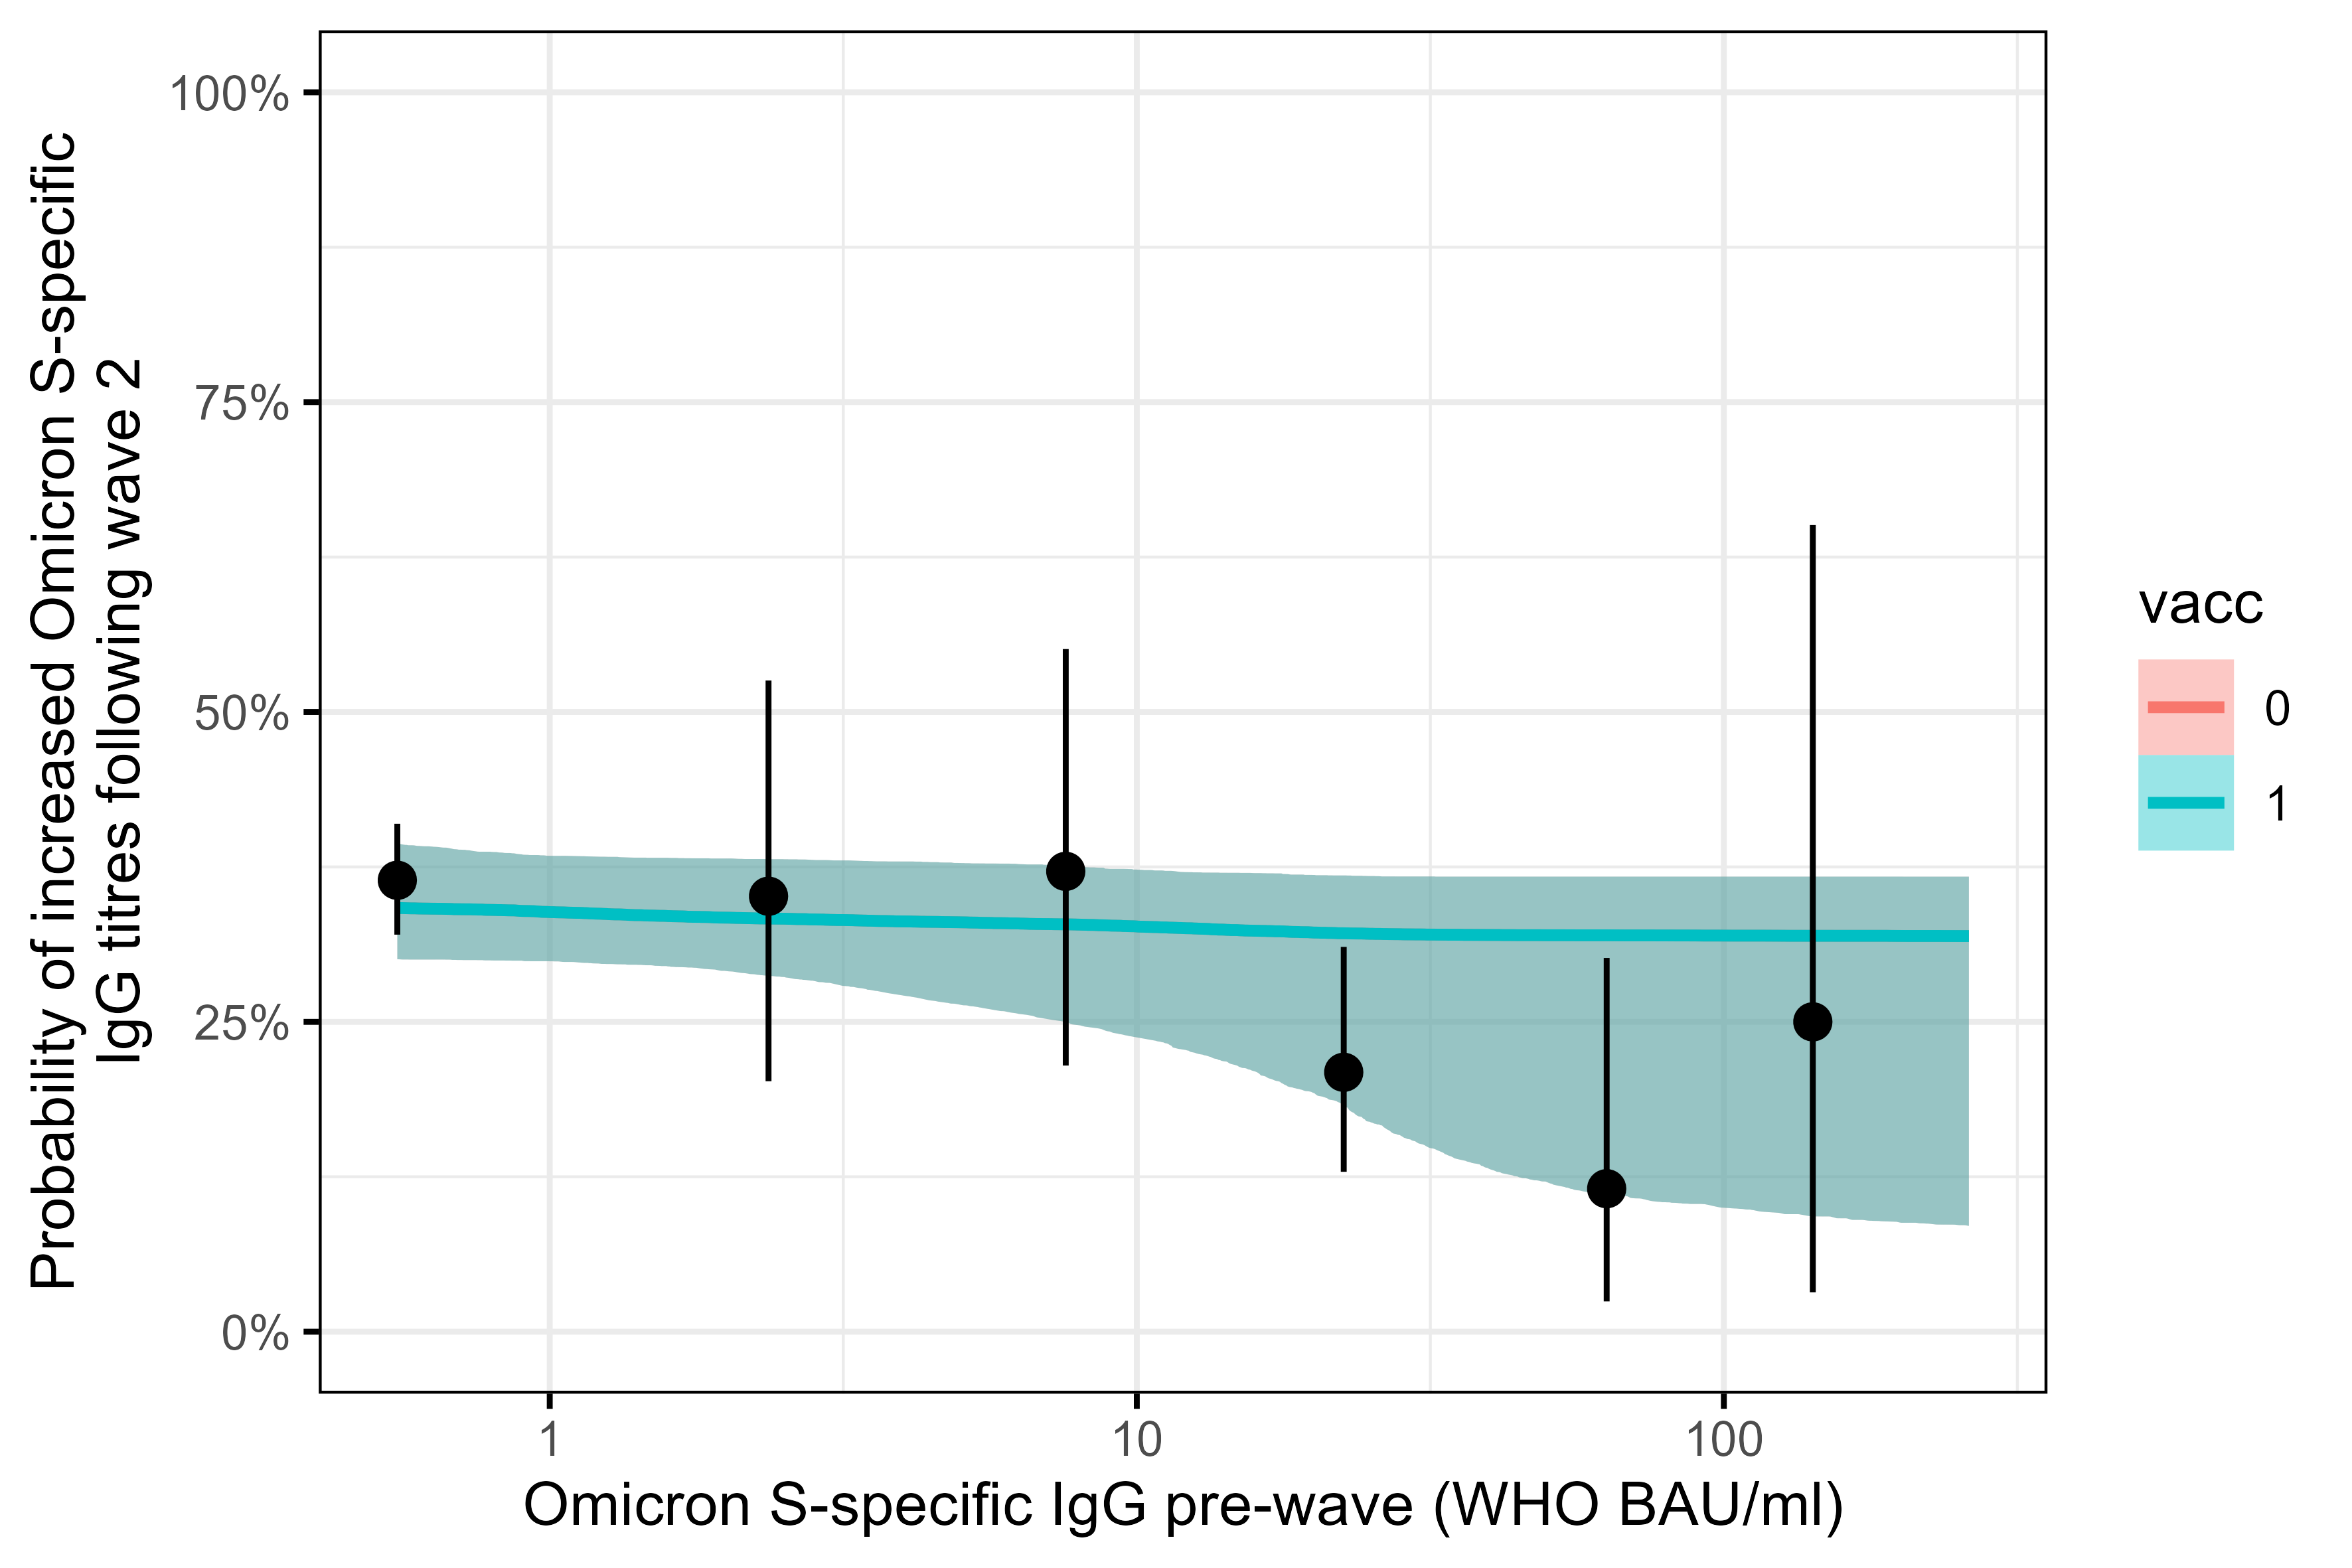 Probability of increased Omicron S-specific
IgG titres following wave 2
100%
75%
50%
25%
0%
1
10
100
Omicron S-specific IgG pre-wave (WHO BAU/ml)
vacc
0
1